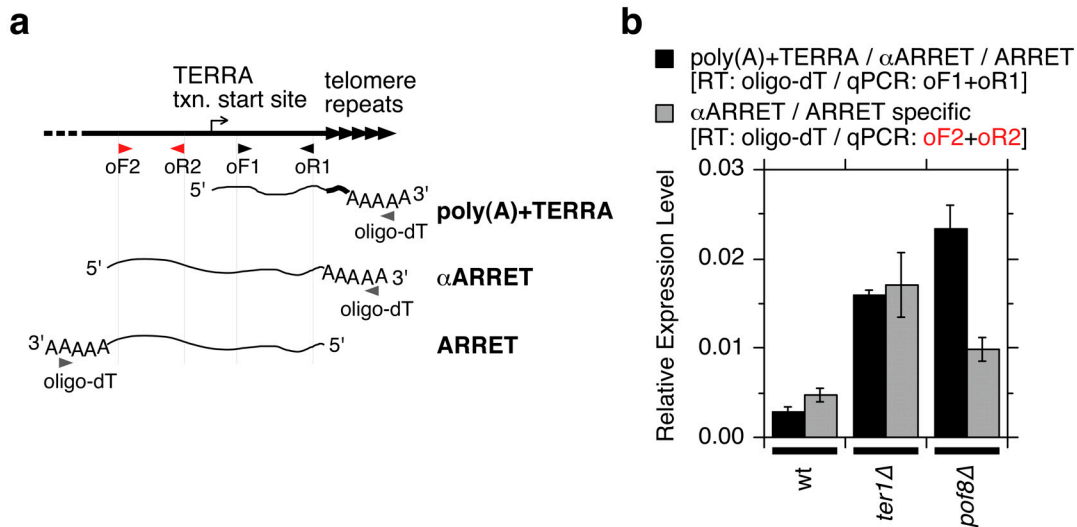 a
TERRA
txn. start site
telomere
repeats
oF2
oR2
oF1
oR1
5'
AAAAA
3'
oligo-dT
poly(A)+TERRA
5'
AAAAA
3'
oligo-dT
αARRET
3'
AAAAA
5'
oligo-dT
ARRET
b
poly(A)+TERRA / αARRET / ARRET
[RT: oligo-dT / qPCR: oF1+oR1]
αARRET / ARRET specific
[RT: oligo-dT / qPCR: oF2+oR2]
Relative Expression Level
0.03
0.02
0.01
0.00
wt
ter1Δ
pof8Δ